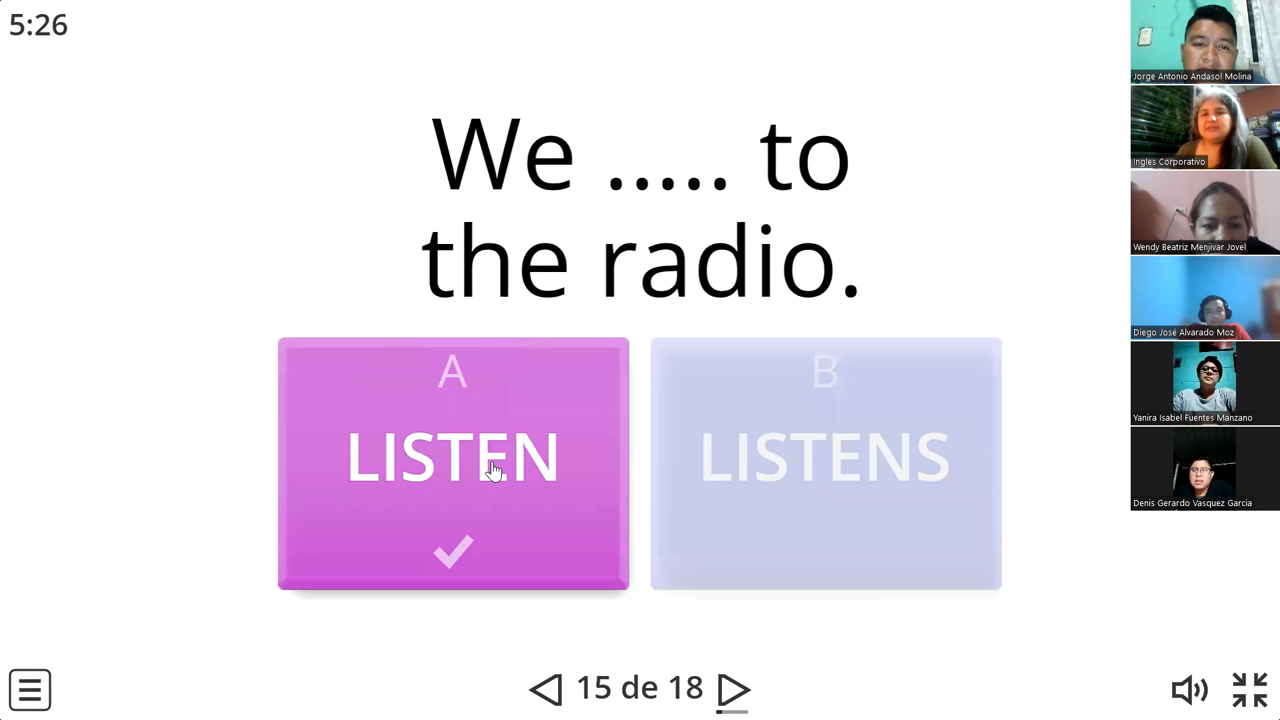 5:26
We ..... to
the radio.
A
LISTEN
B
LISTENS
15 de 18
Jorge Antonio Andasol Molina
Ingles Corporativo
Wendy Beatriz Menjivar Jovel
Diego José Alvarado Moz
Yanira Isabel Fuentes Manzano
Denis Gerardo Vasquez Garcia